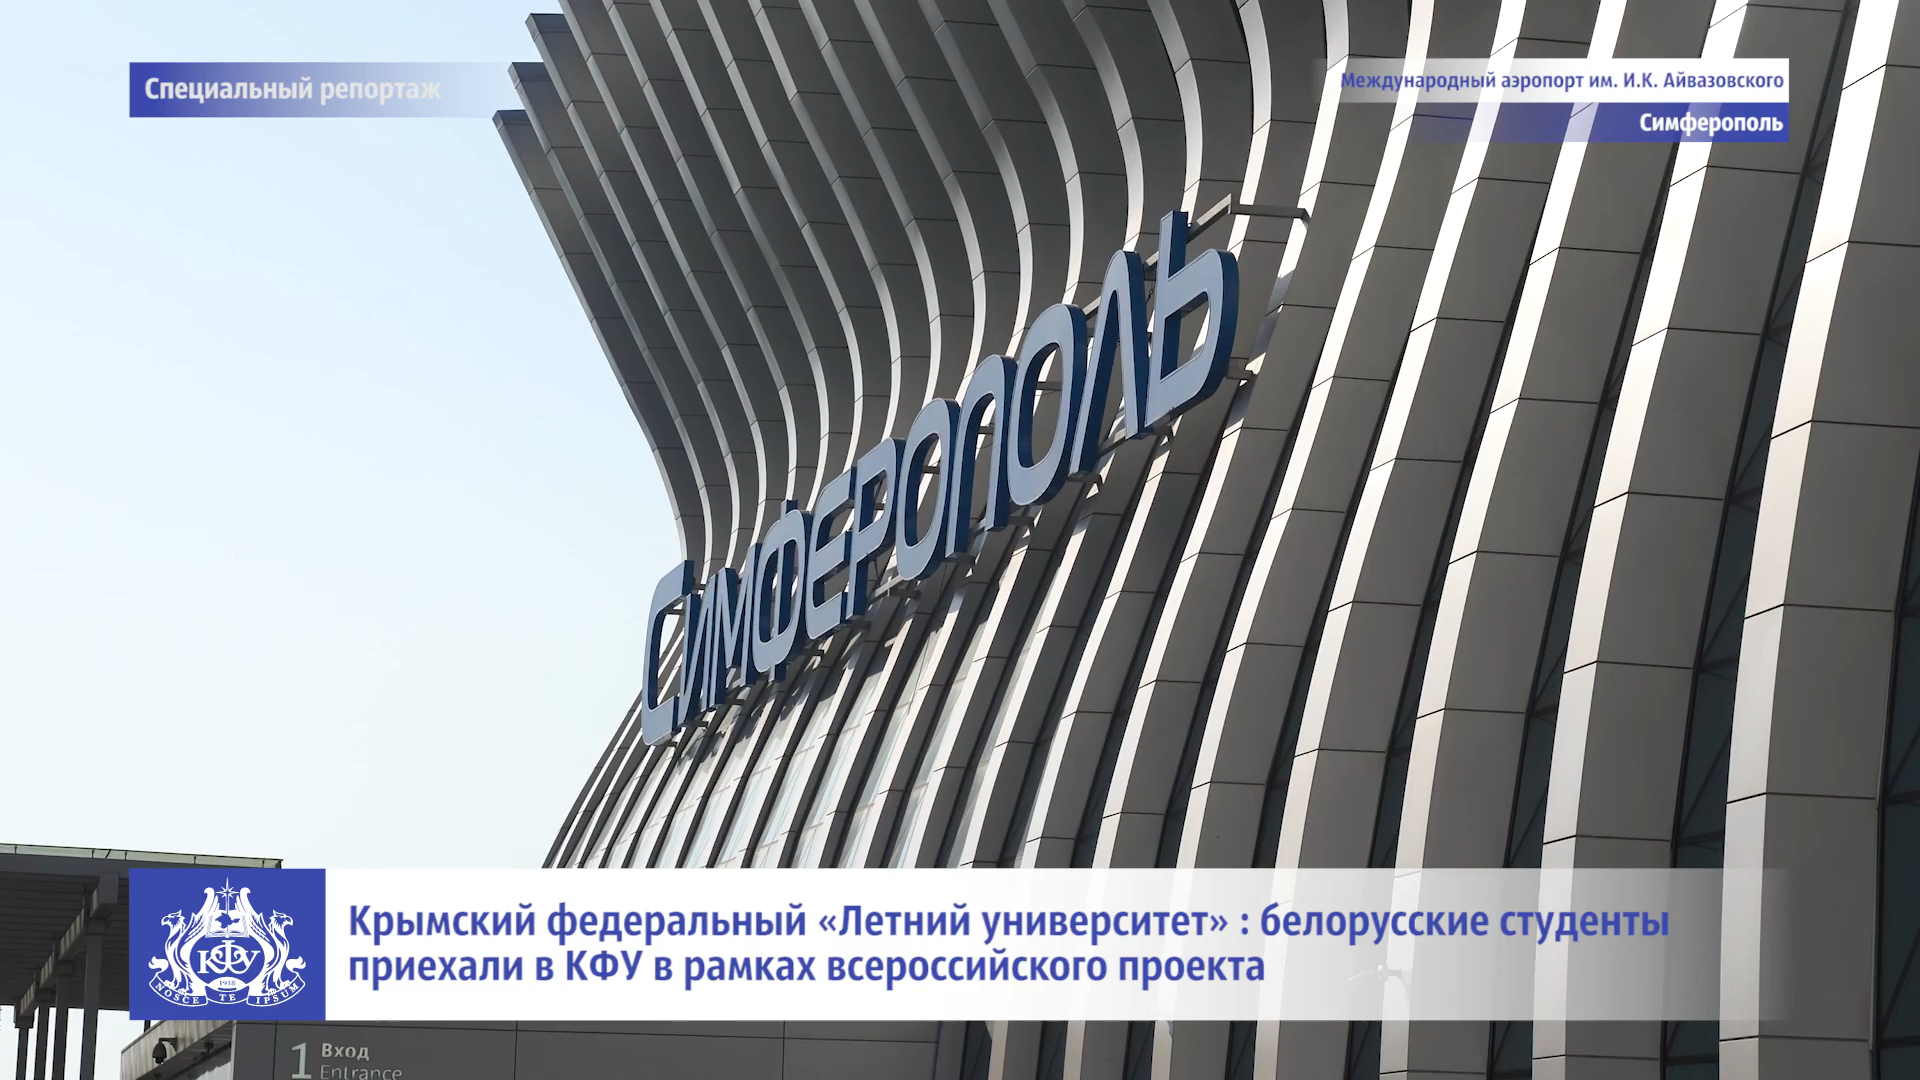 Специальный репортаж
Международный аэропорт им. И.К. Айвазовского
Симферополь
СИМФЕРОПОЛЬ
Крымский федеральный «Летний университет» : белорусские студенты
приехали в КФУ в рамках всероссийского проекта
КФУ
1918
NOSCE TE IPSUM
1 Вход
Entrance